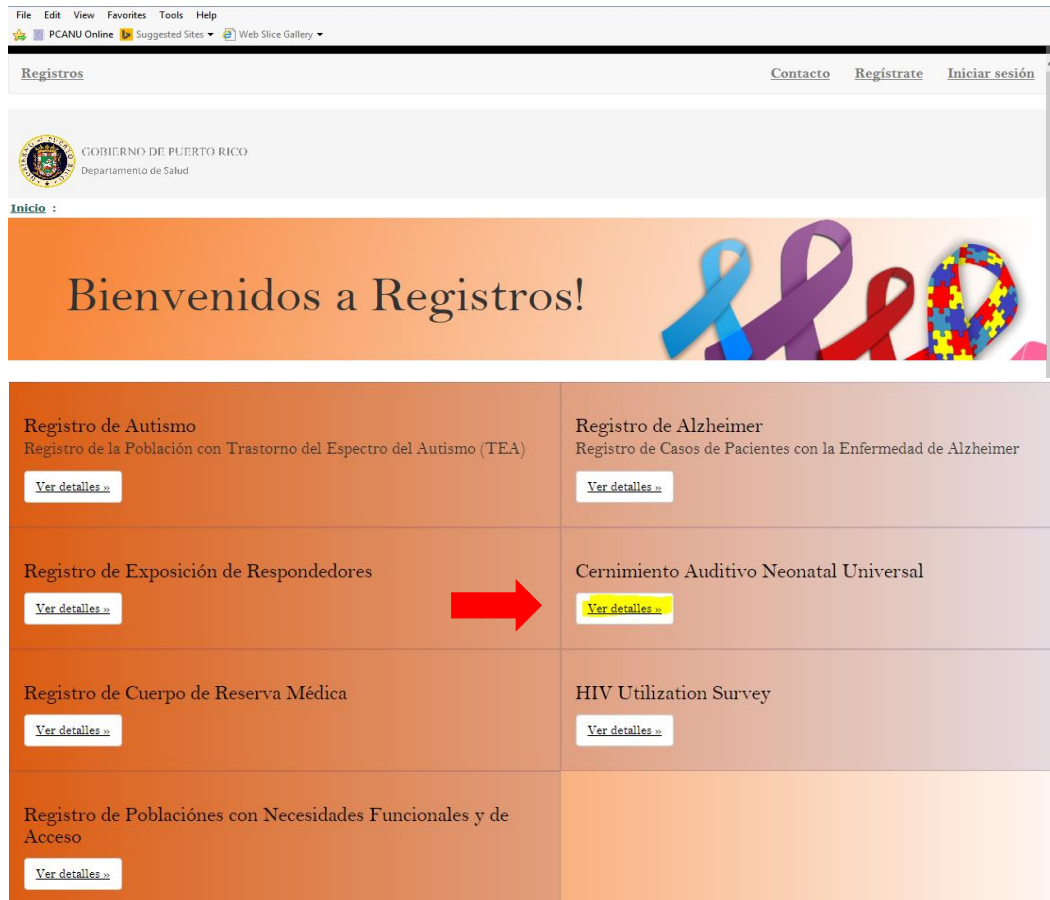 File Edit View Favorites Tools Help
PCANU Online Suggested Sites Web Slice Gallery
Registros Contacto Regístrate Iniciar sesión
GOBIERNO DE PUERTO RICO
Departamento de Salud
Inicio :
Bienvenidos a Registros!
Registro de Autismo
Registro de la Población con Trastorno del Espectro del Autismo (TEA)
Ver detalles »
Registro de Alzheimer
Registro de Casos de Pacientes con la Enfermedad de Alzheimer
Ver detalles »
Registro de Exposición de Respondedores
Ver detalles »
Cernimiento Auditivo Neonatal Universal
Ver detalles »
Registro de Cuerpo de Reserva Médica
Ver detalles »
HIV Utilization Survey
Ver detalles »
Registro de Poblaciónes con Necesidades Funcionales y de
Acceso
Ver detalles »